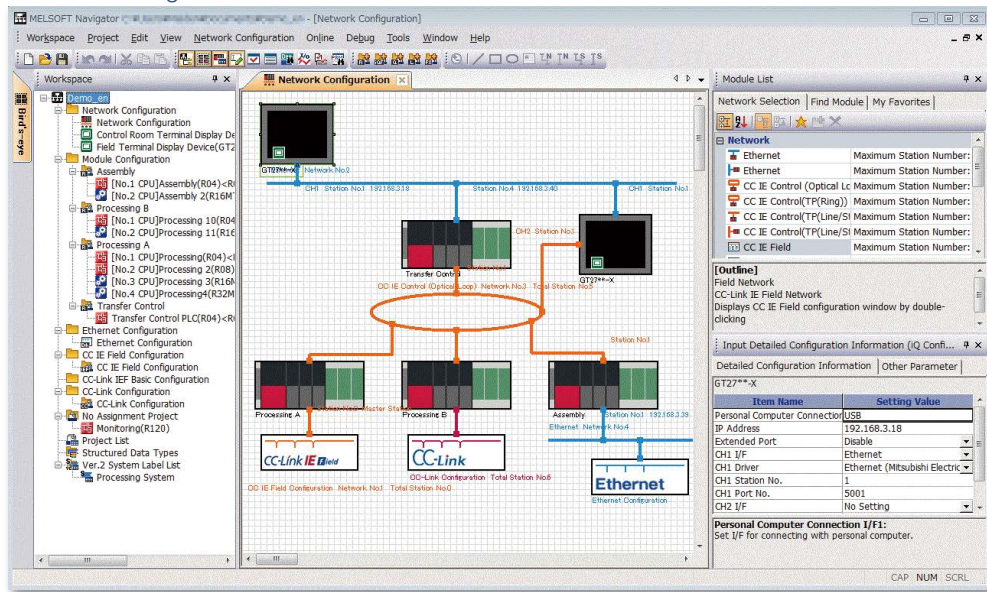 MELSOFT Navigator - [Network Configuration]
Workspace Project Edit View Network Configuration Online Debug Tools Window Help
Workspace
Bird's-eye
Demo_en
Network Configuration
Network Configuration
Control Room Terminal Display De
Field Terminal Display Device(GT2
Module Configuration
Assembly
[No.1 CPU]Assembly(R04)<R
[No.2 CPU]Assembly 2(R16M
Processing B
[No.1 CPU]Processing 10(R04
[No.2 CPU]Processing 11(R16
Processing A
[No.1 CPU]Processing(R04)<
[No.2 CPU]Processing 2(R08)
[No.3 CPU]Processing 3(R16M
[No.4 CPU]Processing4(R32M
Transfer Control
Transfer Control PLC(R04)<R
Ethernet Configuration
Ethernet Configuration
CC IE Field Configuration
CC IE Field Configuration
CC-Link IEF Basic Configuration
CC-Link Configuration
CC-Link Configuration
No Assignment Project
Monitoring(R120)
Project List
Structured Data Types
Ver.2 System Label List
Processing System
Network Configuration
GT27**-X Network No.2
CH1 Station No.1 192.168.3.18 Station No.4 192.168.3.40 CH1 Station No.1
CH2 Station No.1
Transfer Control Station No.1
GT27**-X
CC IE Control (Optical Loop) Network No.3 Total Station No.5
Station No.1
Processing A Master Station
Processing B
Assembly Station No.1 192.168.3.39
Ethernet Network No.4
CC-Link IE Field
CC-Link
Ethernet
CC-Link Configuration Total Station No.6
CC IE Field Configuration Network No.1 Total Station No.0
Ethernet Configuration
Module List
Network Selection Find Module My Favorites
Network
Ethernet Maximum Station Number:
Ethernet Maximum Station Number:
CC IE Control (Optical Lo Maximum Station Number:
CC IE Control(TP(Ring)) Maximum Station Number:
CC IE Control(TP(Line/St Maximum Station Number:
CC IE Control(TP(Line/St Maximum Station Number:
CC IE Field Maximum Station Number:
[Outline]
Field Network
CC-Link IE Field Network
Displays CC IE Field configuration window by double-
clicking
Input Detailed Configuration Information (iQ Confi...
Detailed Configuration Information Other Parameter
GT27**-X
Item Name Setting Value
Personal Computer Connection USB
IP Address 192.168.3.18
Extended Port Disable
CH1 I/F Ethernet
CH1 Driver Ethernet (Mitsubishi Electric
CH1 Station No. 1
CH1 Port No. 5001
CH2 I/F No Setting
Personal Computer Connection I/F1:
Set I/F for connecting with personal computer.
CAP NUM SCRL